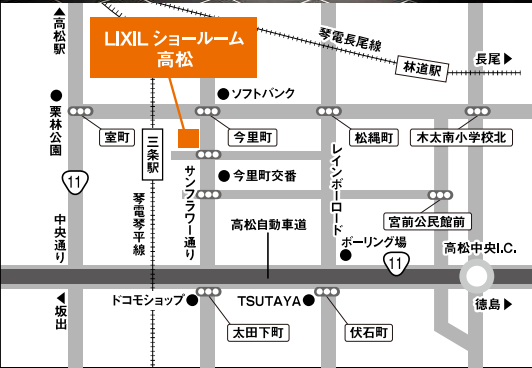 高松駅
LIXIL ショールーム
高松
琴電長尾線
林道駅
長尾
栗林公園
ソフトバンク
室町
三条駅
今里町
松縄町
木太南小学校北
11
サンフラワー通り
今里町交番
レインボーロード
宮前公民館前
中央通り
琴電琴平線
高松自動車道
ボーリング場
11
高松中央I.C.
坂出
ドコモショップ
TSUTAYA
徳島
太田下町
伏石町